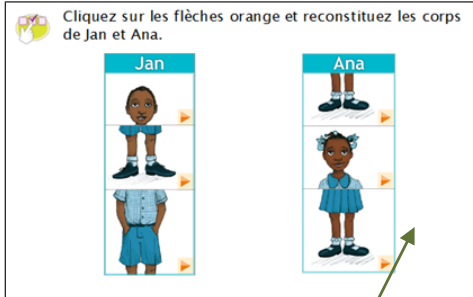 Cliquez sur les flèches orange et reconstituez les corps
de Jan et Ana.
Jan
Ana